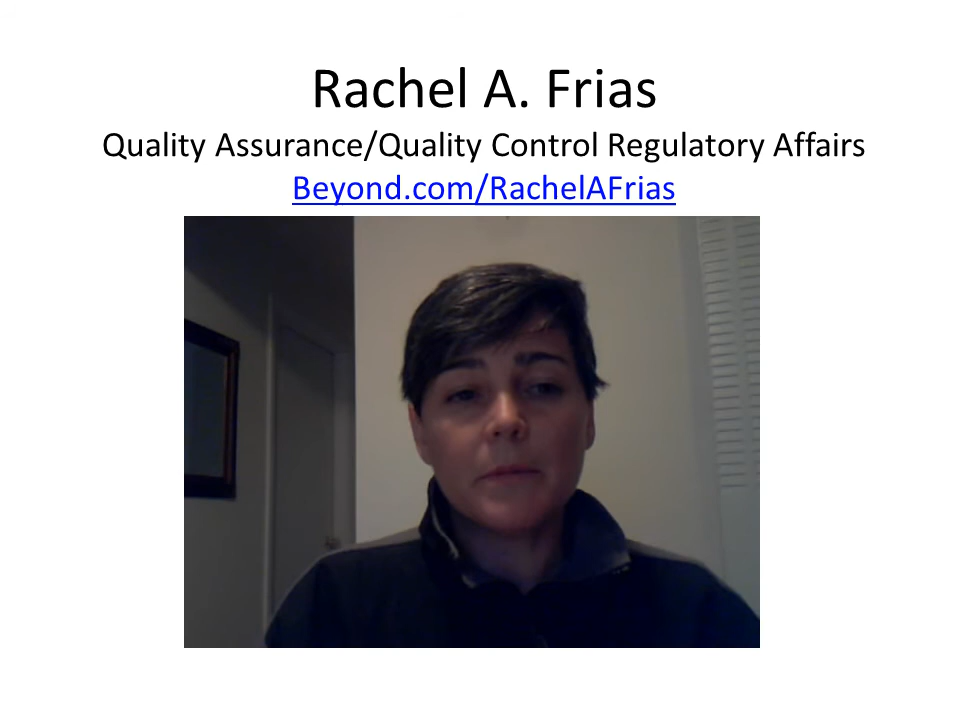 Rachel A. Frias
Quality Assurance/Quality Control Regulatory Affairs
Beyond.com/RachelAFrias